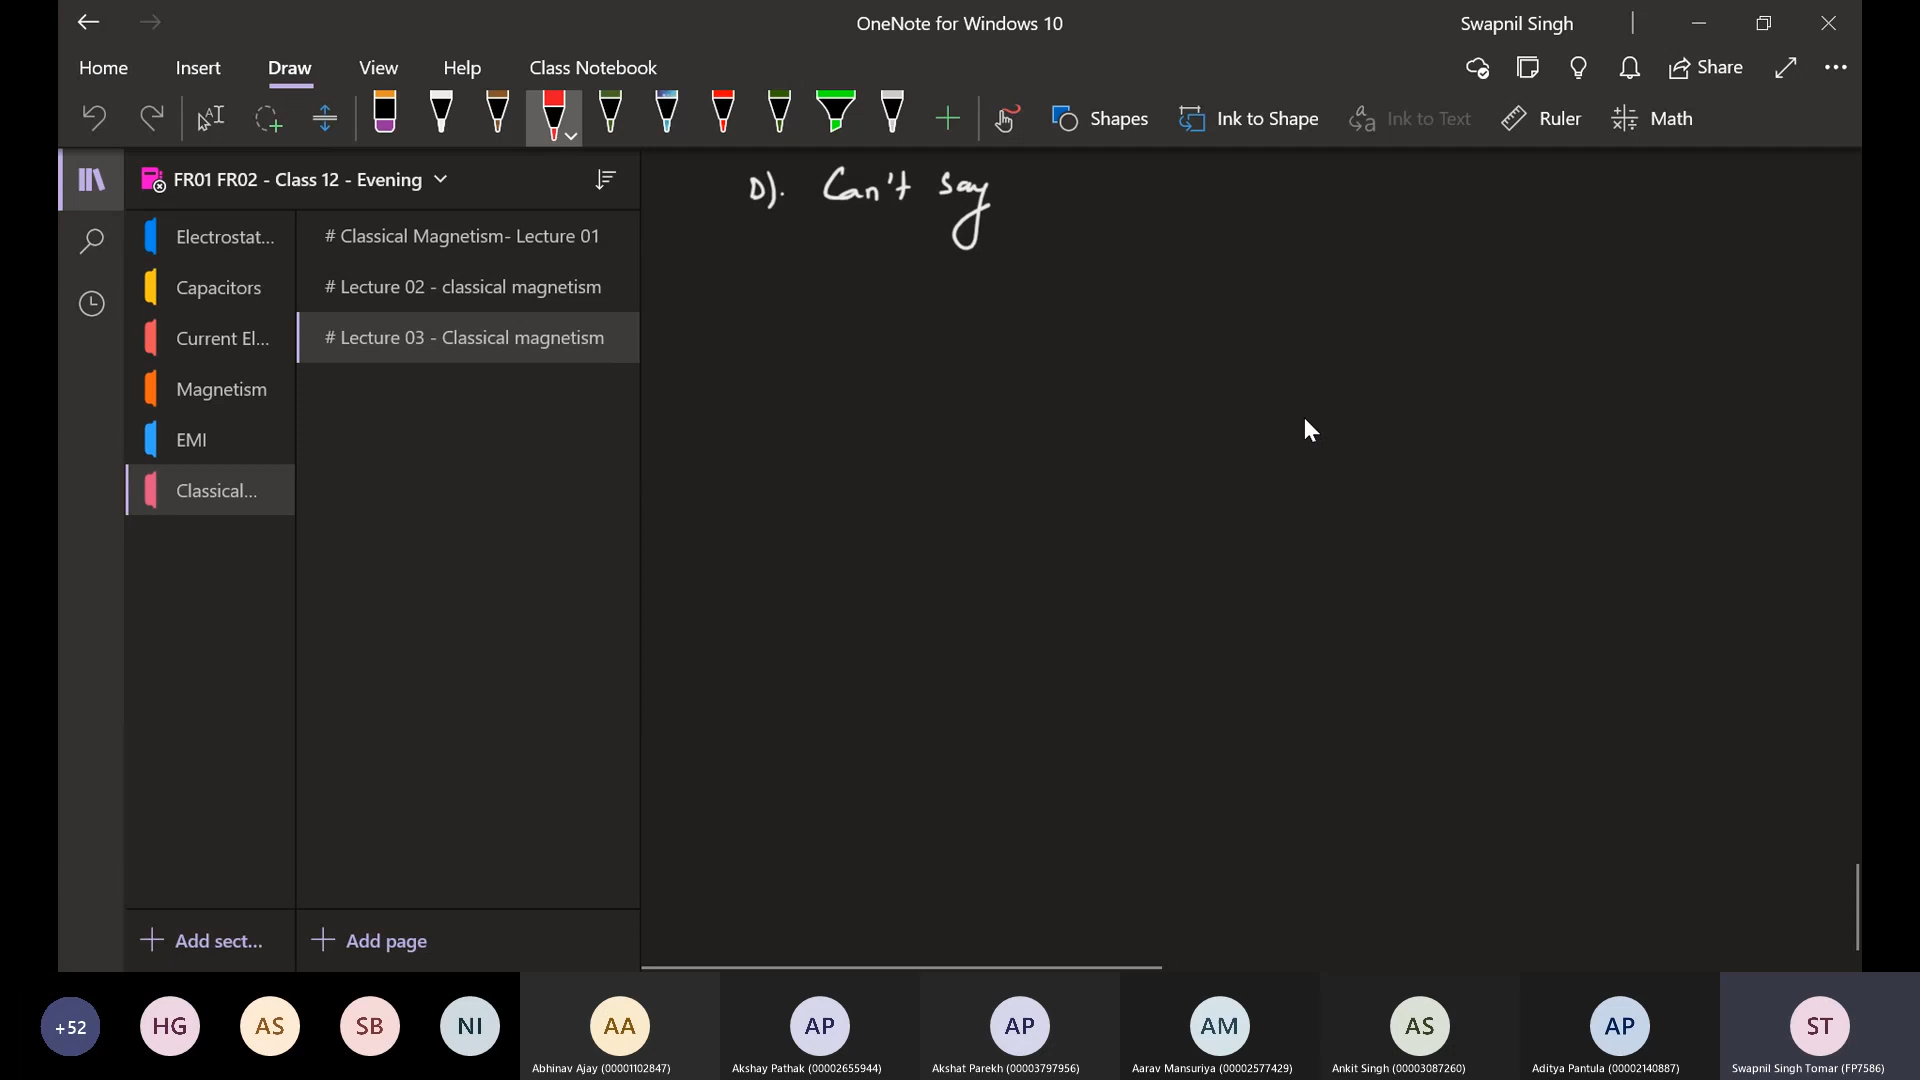 OneNote for Windows 10
Swapnil Singh
Home
Insert
Draw
View
Help
Class Notebook
Share
Shapes
Ink to Shape
Ink to Text
Ruler
Math
FR01 FR02 - Class 12 - Evening
Electrostat...
Capacitors
Current El...
Magnetism
EMI
Classical...
# Classical Magnetism- Lecture 01
# Lecture 02 - classical magnetism
# Lecture 03 - Classical magnetism
D). Can't say
Add sect...
Add page
+52
HG
AS
SB
NI
AA
Abhinav Ajay (00001102847)
AP
Akshay Pathak (00002655944)
AP
Akshat Parekh (00003797956)
AM
Aarav Mansuriya (00002577429)
AS
Ankit Singh (00003087260)
AP
Aditya Pantula (00002140887)
ST
Swapnil Singh Tomar (FP7586)